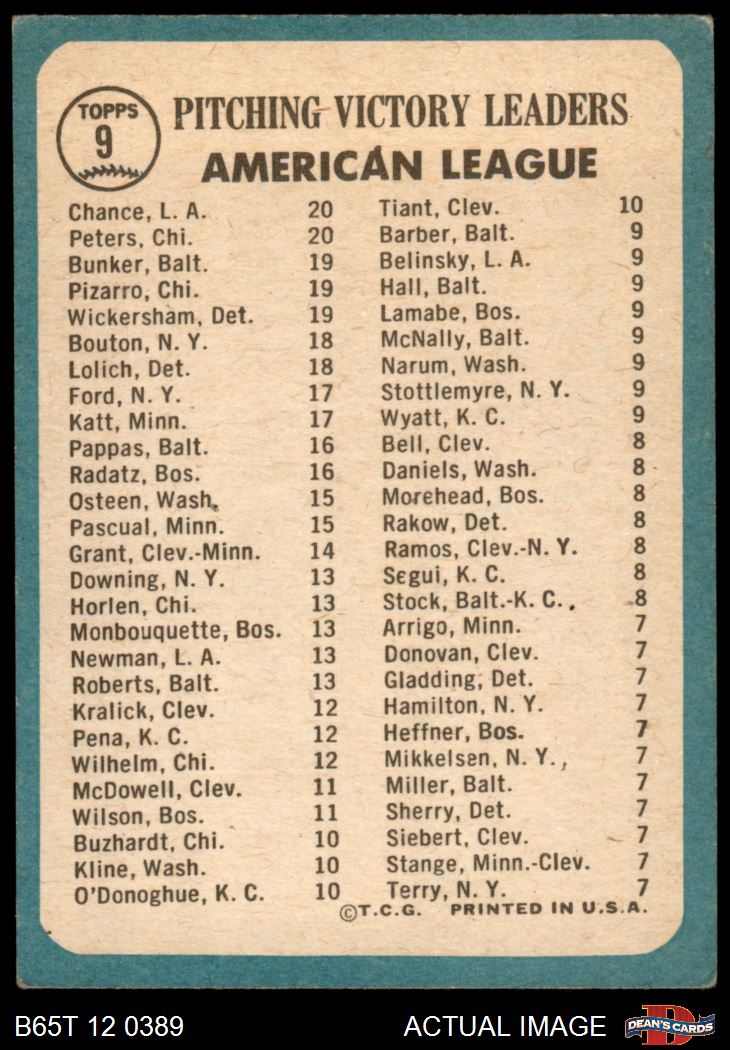 TOPPS
9
PITCHING VICTORY LEADERS
AMERICAN LEAGUE
Chance, L. A. 20
Peters, Chi. 20
Bunker, Balt. 19
Pizarro, Chi. 19
Wickersham, Det. 19
Bouton, N. Y. 18
Lolich, Det. 18
Ford, N. Y. 17
Katt, Minn. 17
Pappas, Balt. 16
Radatz, Bos. 16
Osteen, Wash. 15
Pascual, Minn. 15
Grant, Clev.-Minn. 14
Downing, N. Y. 13
Horlen, Chi. 13
Monbouquette, Bos. 13
Newman, L. A. 13
Roberts, Balt. 13
Kralick, Clev. 12
Pena, K. C. 12
Wilhelm, Chi. 12
McDowell, Clev. 11
Wilson, Bos. 11
Buzhardt, Chi. 10
Kline, Wash. 10
O'Donoghue, K. C. 10
Tiant, Clev. 10
Barber, Balt. 9
Belinsky, L. A. 9
Hall, Balt. 9
Lamabe, Bos. 9
McNally, Balt. 9
Narum, Wash. 9
Stottlemyre, N. Y. 9
Wyatt, K. C. 9
Bell, Clev. 8
Daniels, Wash. 8
Morehead, Bos. 8
Rakow, Det. 8
Ramos, Clev.-N. Y. 8
Segui, K. C. 8
Stock, Balt.-K. C. 8
Arrigo, Minn. 7
Donovan, Clev. 7
Gladding, Det. 7
Hamilton, N. Y. 7
Heffner, Bos. 7
Mikkelsen, N. Y. 7
Miller, Balt. 7
Sherry, Det. 7
Siebert, Clev. 7
Stange, Minn.-Clev. 7
Terry, N. Y. 7
©T.C.G. PRINTED IN U.S.A.
B65T 12 0389
ACTUAL IMAGE
D
DEAN'S CARDS